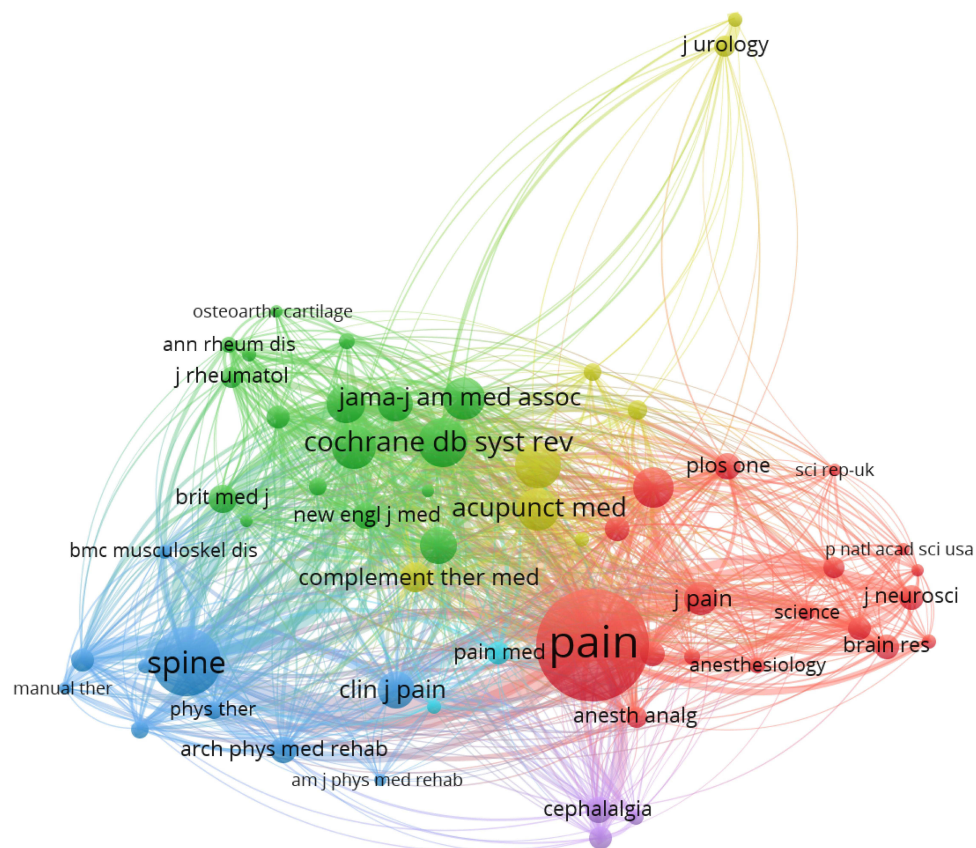 j urology
osteoarthr cartilage
ann rheum dis
j rheumatol
jama-j am med assoc
cochrane db syst rev
plos one
sci rep-uk
brit med j
new engl j med
acupunct med
bmc musculoskel dis
p natl acad sci usa
complement ther med
j pain
j neurosci
science
pain
brain res
pain med
spine
anesthesiology
manual ther
clin j pain
phys ther
anesth analg
arch phys med rehab
am j phys med rehab
cephalalgia